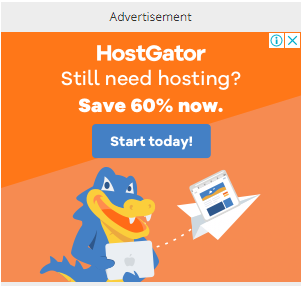 Advertisement
HostGator
Still need hosting?
Save 60% now.
Start today!